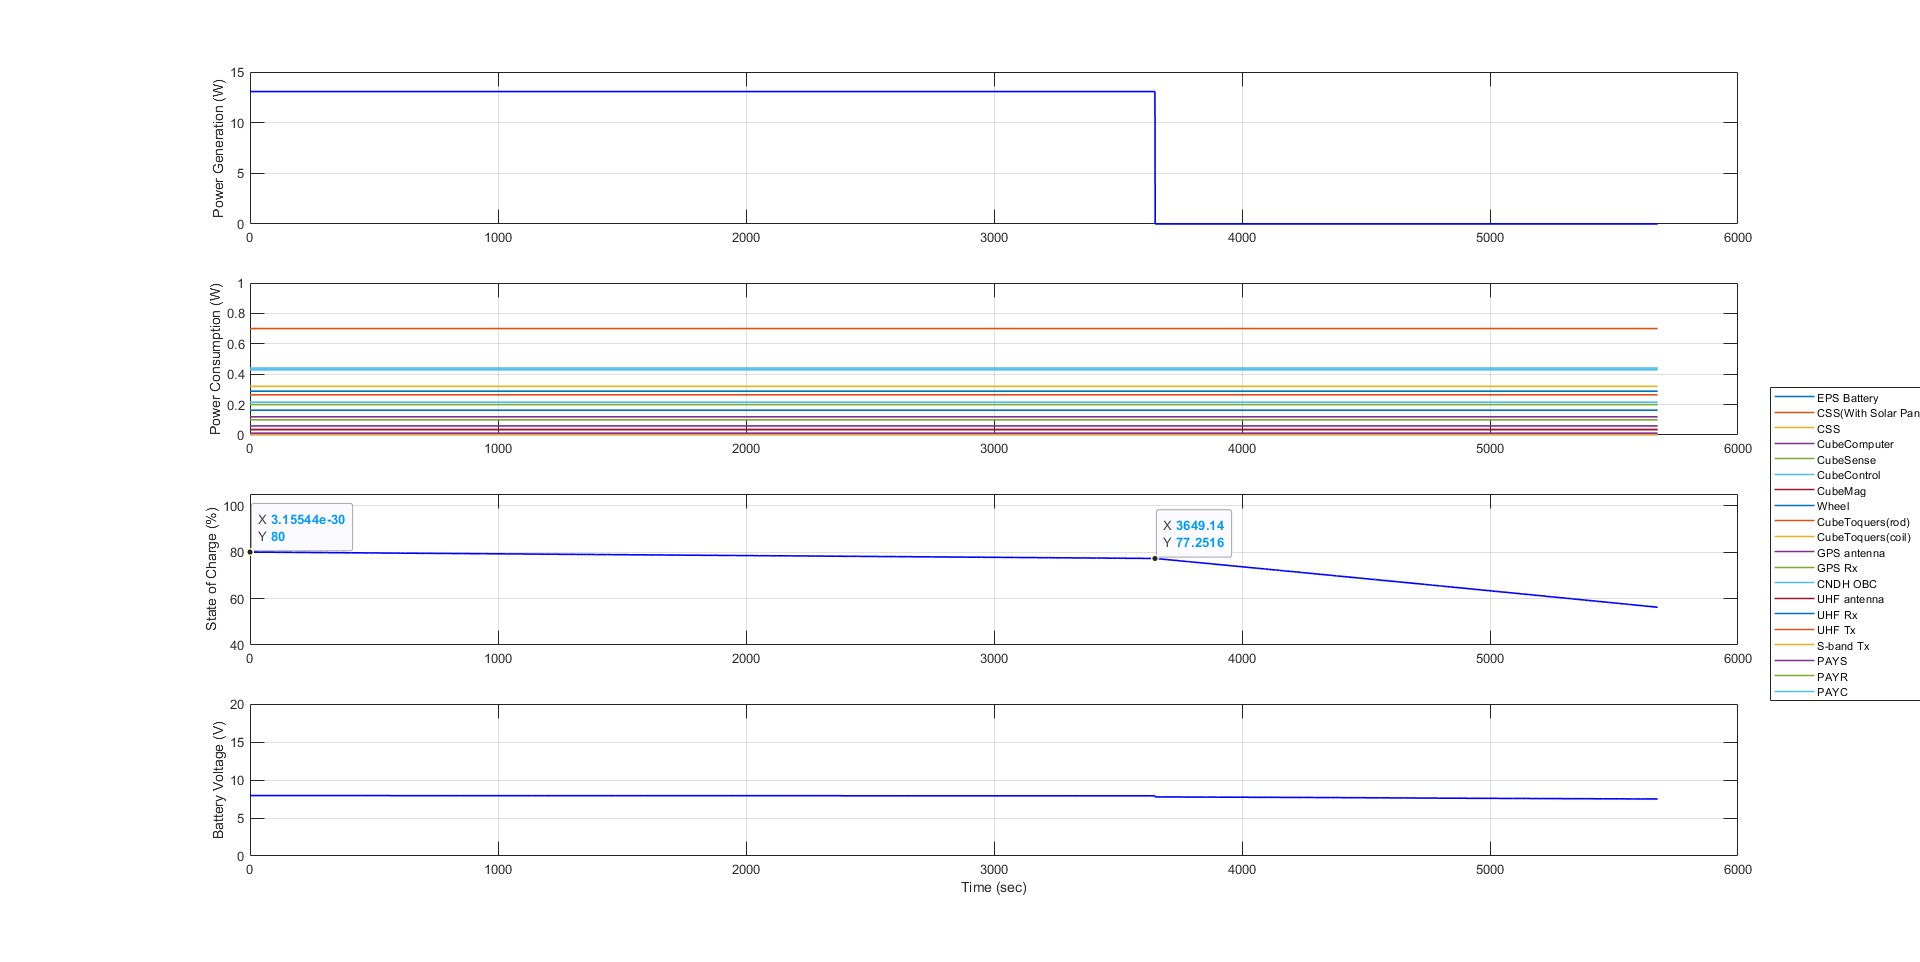 Power Generation (W)
15
10
5
0
0 1000 2000 3000 4000 5000 6000
Power Consumption (W)
1
0.8
0.6
0.4
0.2
0
0 1000 2000 3000 4000 5000 6000
State of Charge (%)
100
80
60
40
X 3.15544e-30
Y 80
X 3649.14
Y 77.2516
0 1000 2000 3000 4000 5000 6000
Battery Voltage (V)
20
15
10
5
0
0 1000 2000 3000 4000 5000 6000
Time (sec)
EPS Battery
CSS(With Solar Pan
CSS
CubeComputer
CubeSense
CubeControl
CubeMag
Wheel
CubeToquers(rod)
CubeToquers(coil)
GPS antenna
GPS Rx
CNDH OBC
UHF antenna
UHF Rx
UHF Tx
S-band Tx
PAYS
PAYR
PAYC